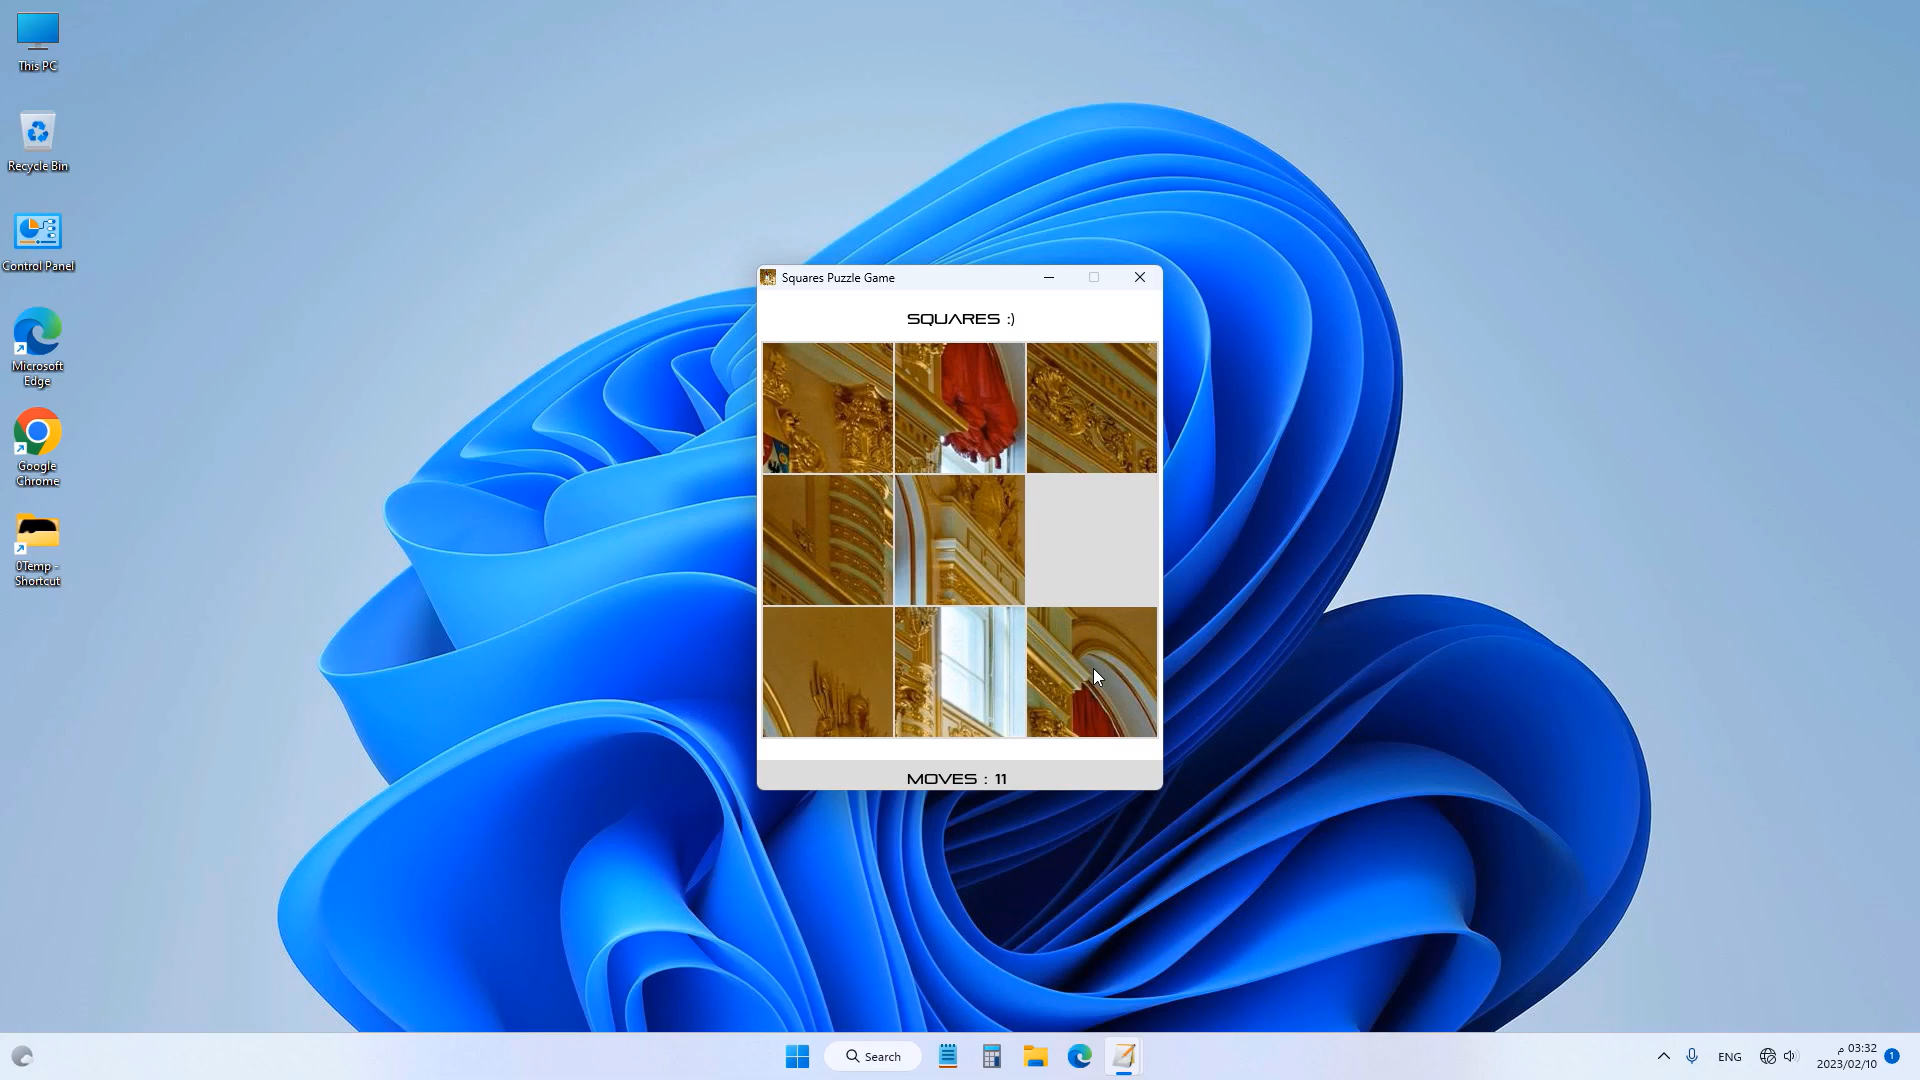 This PC
Recycle Bin
Control Panel
Microsoft
Edge
Google
Chrome
0Temp -
Shortcut
Squares Puzzle Game
SQUARES :)
MOVES : 11
Search
ENG
03:32 م
2023/02/10
1